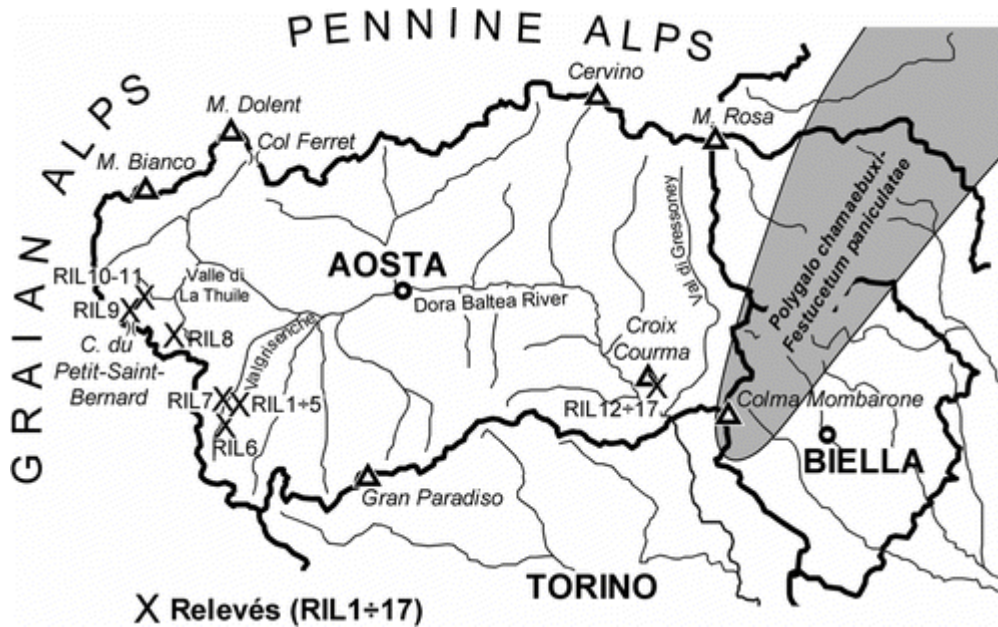 PENNINE ALPS
GRAIAN ALPS
Cervino
M. Dolent
Col Ferret
M. Rosa
M. Bianco
Polygalo chamaebuxi-
Festucetum paniculatae
Val di Gressoney
RIL10-11
Valle di
La Thuile
AOSTA
Dora Baltea River
RIL9
RIL8
C. du
Petit-Saint-
Bernard
Valgrisenche
Croix
Courma
RIL7
RIL1÷5
RIL12÷17
Colma Mombarone
RIL6
BIELLA
Gran Paradiso
TORINO
X Relevés (RIL1÷17)